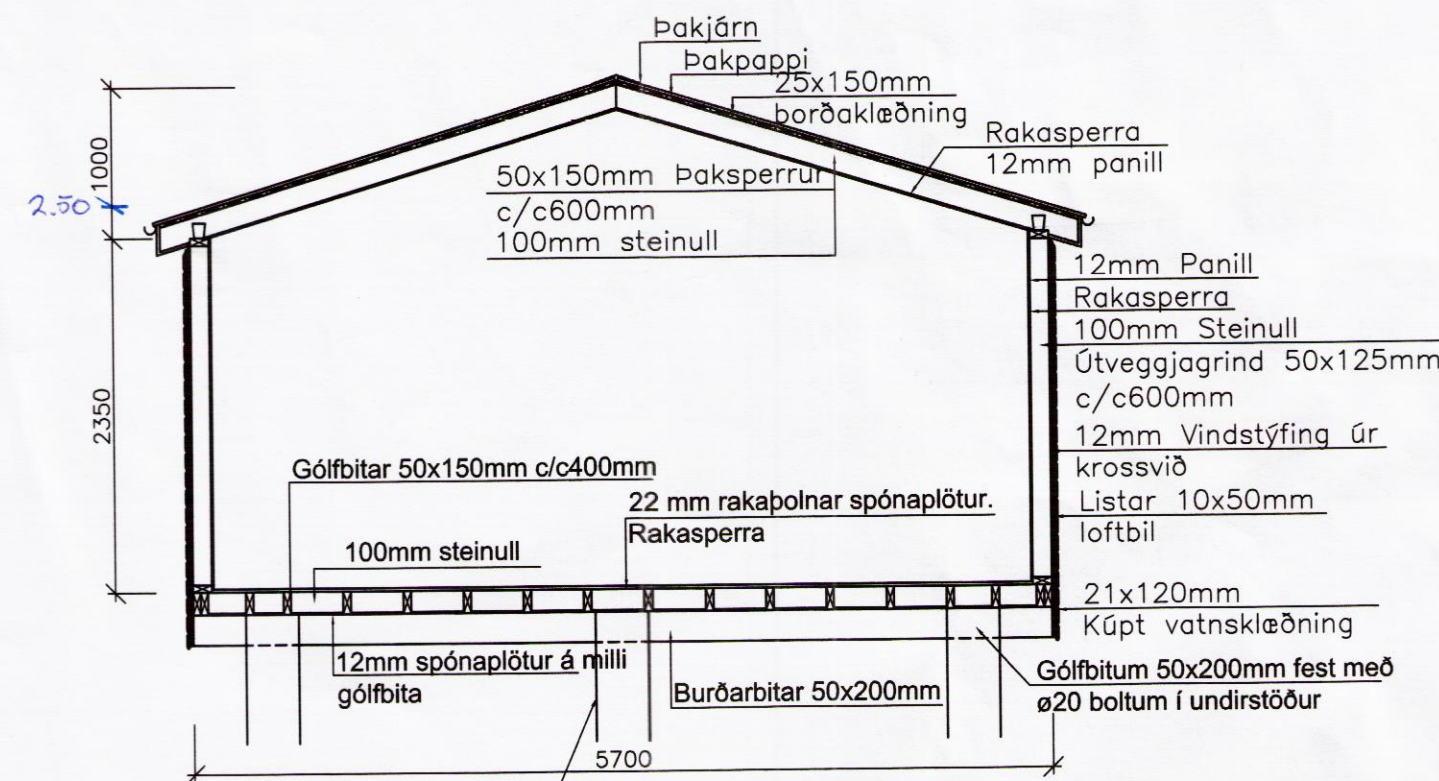 Þakjárn
Þakpappi
25x150mm
borðaklæðning
Rakasperra
12mm panill
1000
2.50
50x150mm Þaksperrur
c/c600mm
100mm steinull
12mm Panill
Rakasperra
100mm Steinull
Útveggjagrind 50x125mm
c/c600mm
12mm Vindstýfing úr
krossvið
Listar 10x50mm
loftbil
21x120mm
Kúpt vatnsklæðning
2350
Gólfbitar 50x150mm c/c400mm
100mm steinull
22 mm rakaþolnar spónaplötur.
Rakasperra
12mm spónaplötur á milli
gólfbita
Burðarbitar 50x200mm
Gólfbitum 50x200mm fest með
ø20 boltum í undirstöður
5700